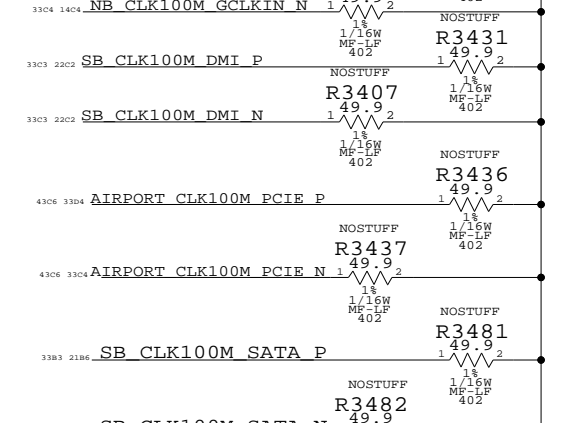 33C4 14C4 NB_CLK100M_GCLKIN_N 1 49.9 2
1%
1/16W
MF-LF
402
NOSTUFF
R3431
33C3 22C2 SB_CLK100M_DMI_P 1 49.9 2
1%
1/16W
MF-LF
402
NOSTUFF
R3407
33C3 22C2 SB_CLK100M_DMI_N 1 49.9 2
1%
1/16W
MF-LF
402
NOSTUFF
R3436
43C6 33D4 AIRPORT_CLK100M_PCIE_P 1 49.9 2
1%
1/16W
MF-LF
402
NOSTUFF
R3437
43C6 33C4 AIRPORT_CLK100M_PCIE_N 1 49.9 2
1%
1/16W
MF-LF
402
NOSTUFF
R3481
33B3 21B6 SB_CLK100M_SATA_P 1 49.9 2
1%
1/16W
MF-LF
402
NOSTUFF
R3482
SB_CLK100M_SATA_N 49.9